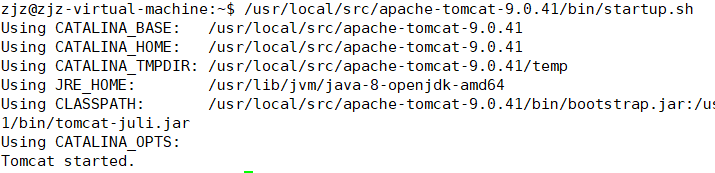 zjz@zjz-virtual-machine:~$ /usr/local/src/apache-tomcat-9.0.41/bin/startup.sh
Using CATALINA_BASE:   /usr/local/src/apache-tomcat-9.0.41
Using CATALINA_HOME:   /usr/local/src/apache-tomcat-9.0.41
Using CATALINA_TMPDIR: /usr/local/src/apache-tomcat-9.0.41/temp
Using JRE_HOME:        /usr/lib/jvm/java-8-openjdk-amd64
Using CLASSPATH:       /usr/local/src/apache-tomcat-9.0.41/bin/bootstrap.jar:/us
1/bin/tomcat-juli.jar
Using CATALINA_OPTS:
Tomcat started.